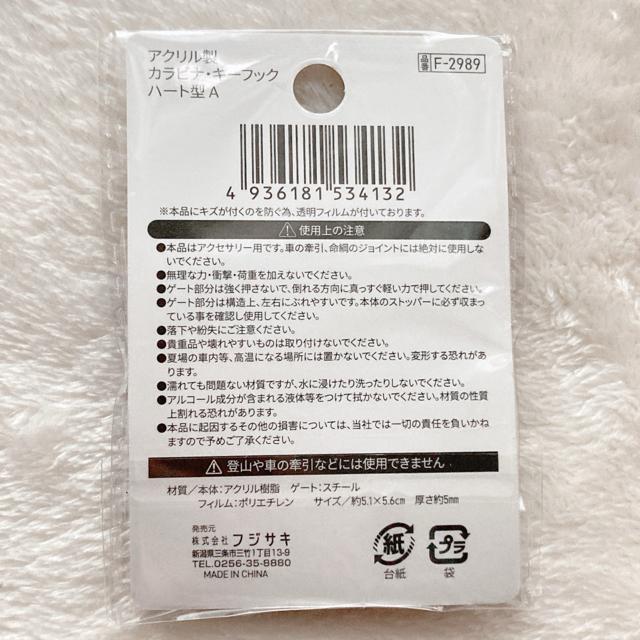 アクリル製
カラビナ・キーフック
ハート型 A
品番 F-2989
4 936181 534132
※本品にキズが付くのを防ぐ為、透明フィルムが付いております。
使用上の注意
●本品はアクセサリー用です。車の牽引、命綱のジョイントには絶対に使用しな
いでください。
●無理な力・衝撃・荷重を加えないでください。
●ゲート部分は強く押さないで、倒れる方向に真っすぐ軽い力で押してください。
●ゲート部分は構造上、左右にぶれやすいです。本体のストッパーに必ず収まっ
ている事を確認し使用してください。
●落下や紛失にご注意ください。
●貴重品や壊れやすいものは取り付けないでください。
●夏場の車内等、高温になる場所には置かないでください。変形する恐れがあ
ります。
●濡れても問題ない材質ですが、水に浸けたり洗ったりしないでください。
●アルコール成分が含まれる液体等をつけて拭かないでください。材質の性質
上割れる恐れがあります。
●本品に起因するその他の損害については、当社では一切の責任を負いかね
ますので予めご了承ください。
登山や車の牽引などには使用できません
材質/本体:アクリル樹脂 ゲート:スチール
フィルム:ポリエチレン サイズ/約5.1×5.6cm 厚さ約5mm
発売元
株式会社 フジサキ
新潟県三条市三竹1丁目13-9
TEL.0256-35-8880
MADE IN CHINA
紙
台紙
プラ
袋